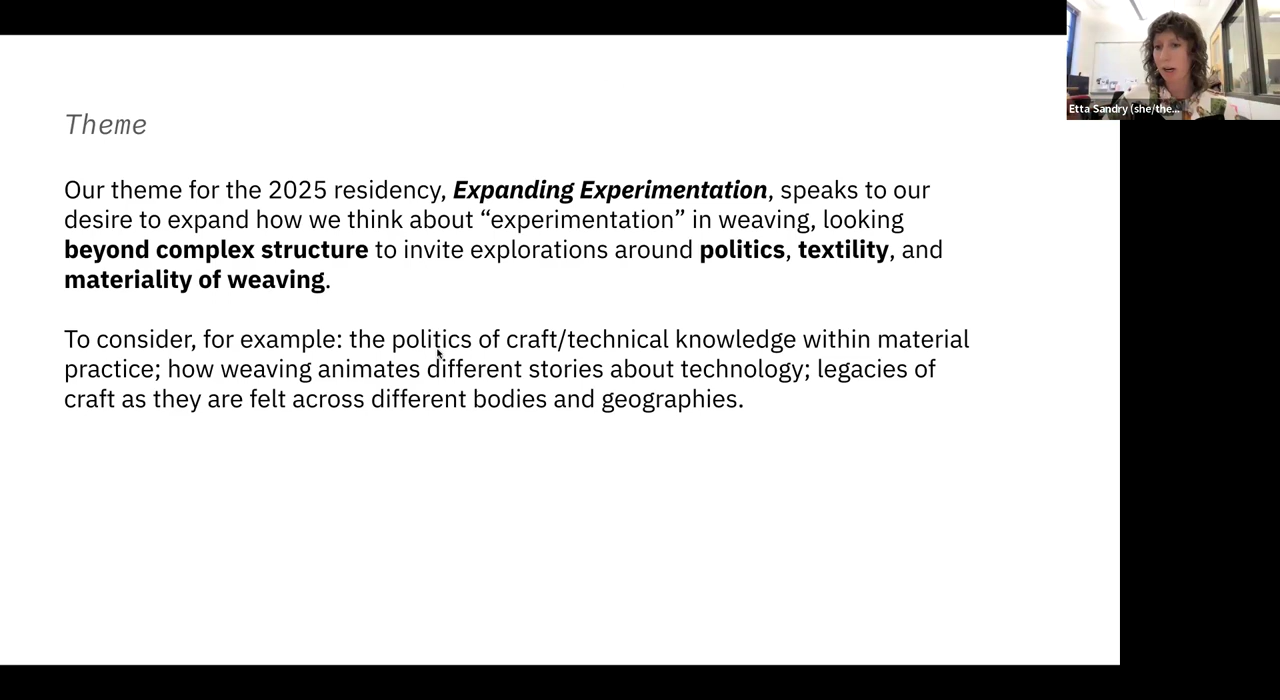 Theme
Our theme for the 2025 residency, Expanding Experimentation, speaks to our
desire to expand how we think about “experimentation” in weaving, looking
beyond complex structure to invite explorations around politics, textility, and
materiality of weaving.
To consider, for example: the politics of craft/technical knowledge within material
practice; how weaving animates different stories about technology; legacies of
craft as they are felt across different bodies and geographies.
Etta Sandry (she/the...